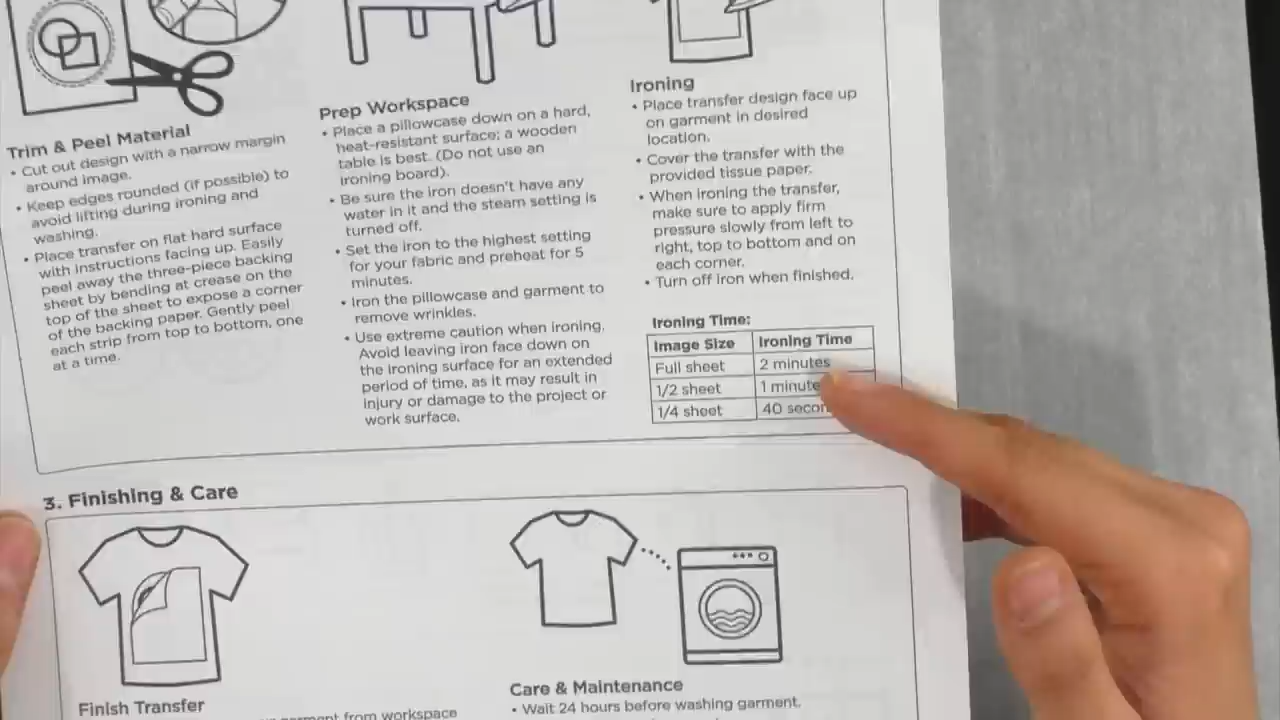 Trim & Peel Material
• Cut out design with a narrow margin
around image.
• Keep edges rounded (if possible) to
avoid lifting during ironing and
washing.
• Place transfer on flat hard surface
with instructions facing up. Easily
peel away the three-piece backing
sheet by bending at crease on the
top of the sheet to expose a corner
of the backing paper. Gently peel
each strip from top to bottom, one
at a time.
Prep Workspace
• Place a pillowcase down on a hard,
heat-resistant surface; a wooden
table is best. (Do not use an
ironing board).
• Be sure the iron doesn't have any
water in it and the steam setting is
turned off.
• Set the iron to the highest setting
for your fabric and preheat for 5
minutes.
• Iron the pillowcase and garment to
remove wrinkles.
• Use extreme caution when ironing.
Avoid leaving iron face down on
the ironing surface for an extended
period of time, as it may result in
injury or damage to the project or
work surface.
Ironing
• Place transfer design face up
on garment in desired
location.
• Cover the transfer with the
provided tissue paper.
• When ironing the transfer,
make sure to apply firm
pressure slowly from left to
right, top to bottom and on
each corner.
• Turn off iron when finished.
Ironing Time:
Image Size Ironing Time
Full sheet 2 minutes
1/2 sheet 1 minute
1/4 sheet 40 secon
3. Finishing & Care
Finish Transfer
garment from workspace
Care & Maintenance
• Wait 24 hours before washing garment.